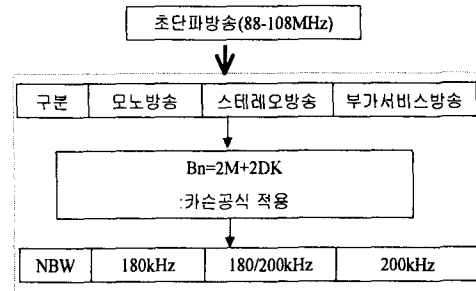 초단파방송(88-108MHz)
구분 모노방송 스테레오방송 부가서비스방송
Bn=2M+2DK
:카슨공식 적용
NBW 180kHz 180/200kHz 200kHz